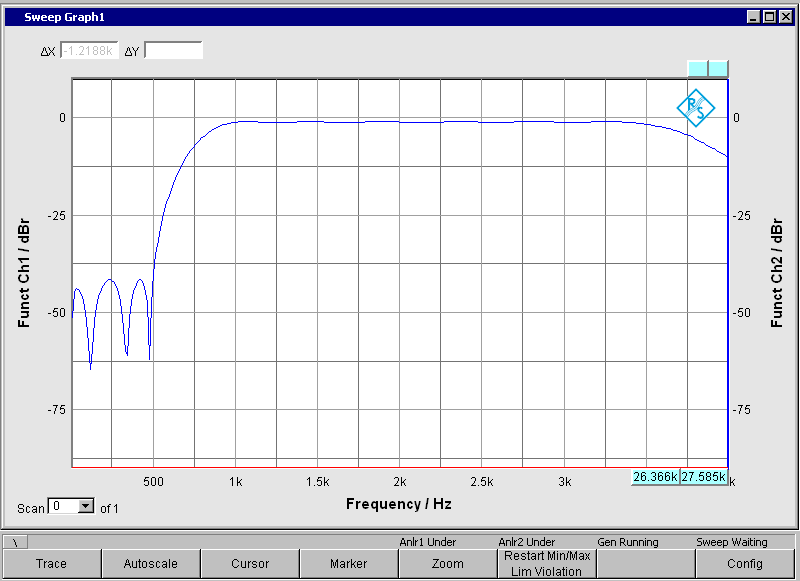 Sweep Graph1
ΔX -1.2188k ΔY
R S
0 0
-25 -25
-50 -50
-75 -75
Funct Ch1 / dBr
Funct Ch2 / dBr
26.366k 27.585k
500 1k 1.5k 2k 2.5k 3k k
Frequency / Hz
Scan 0 of 1
\ Anlr1 Under Anlr2 Under Gen Running Sweep Waiting
Trace Autoscale Cursor Marker Zoom Restart Min/Max Lim Violation Config